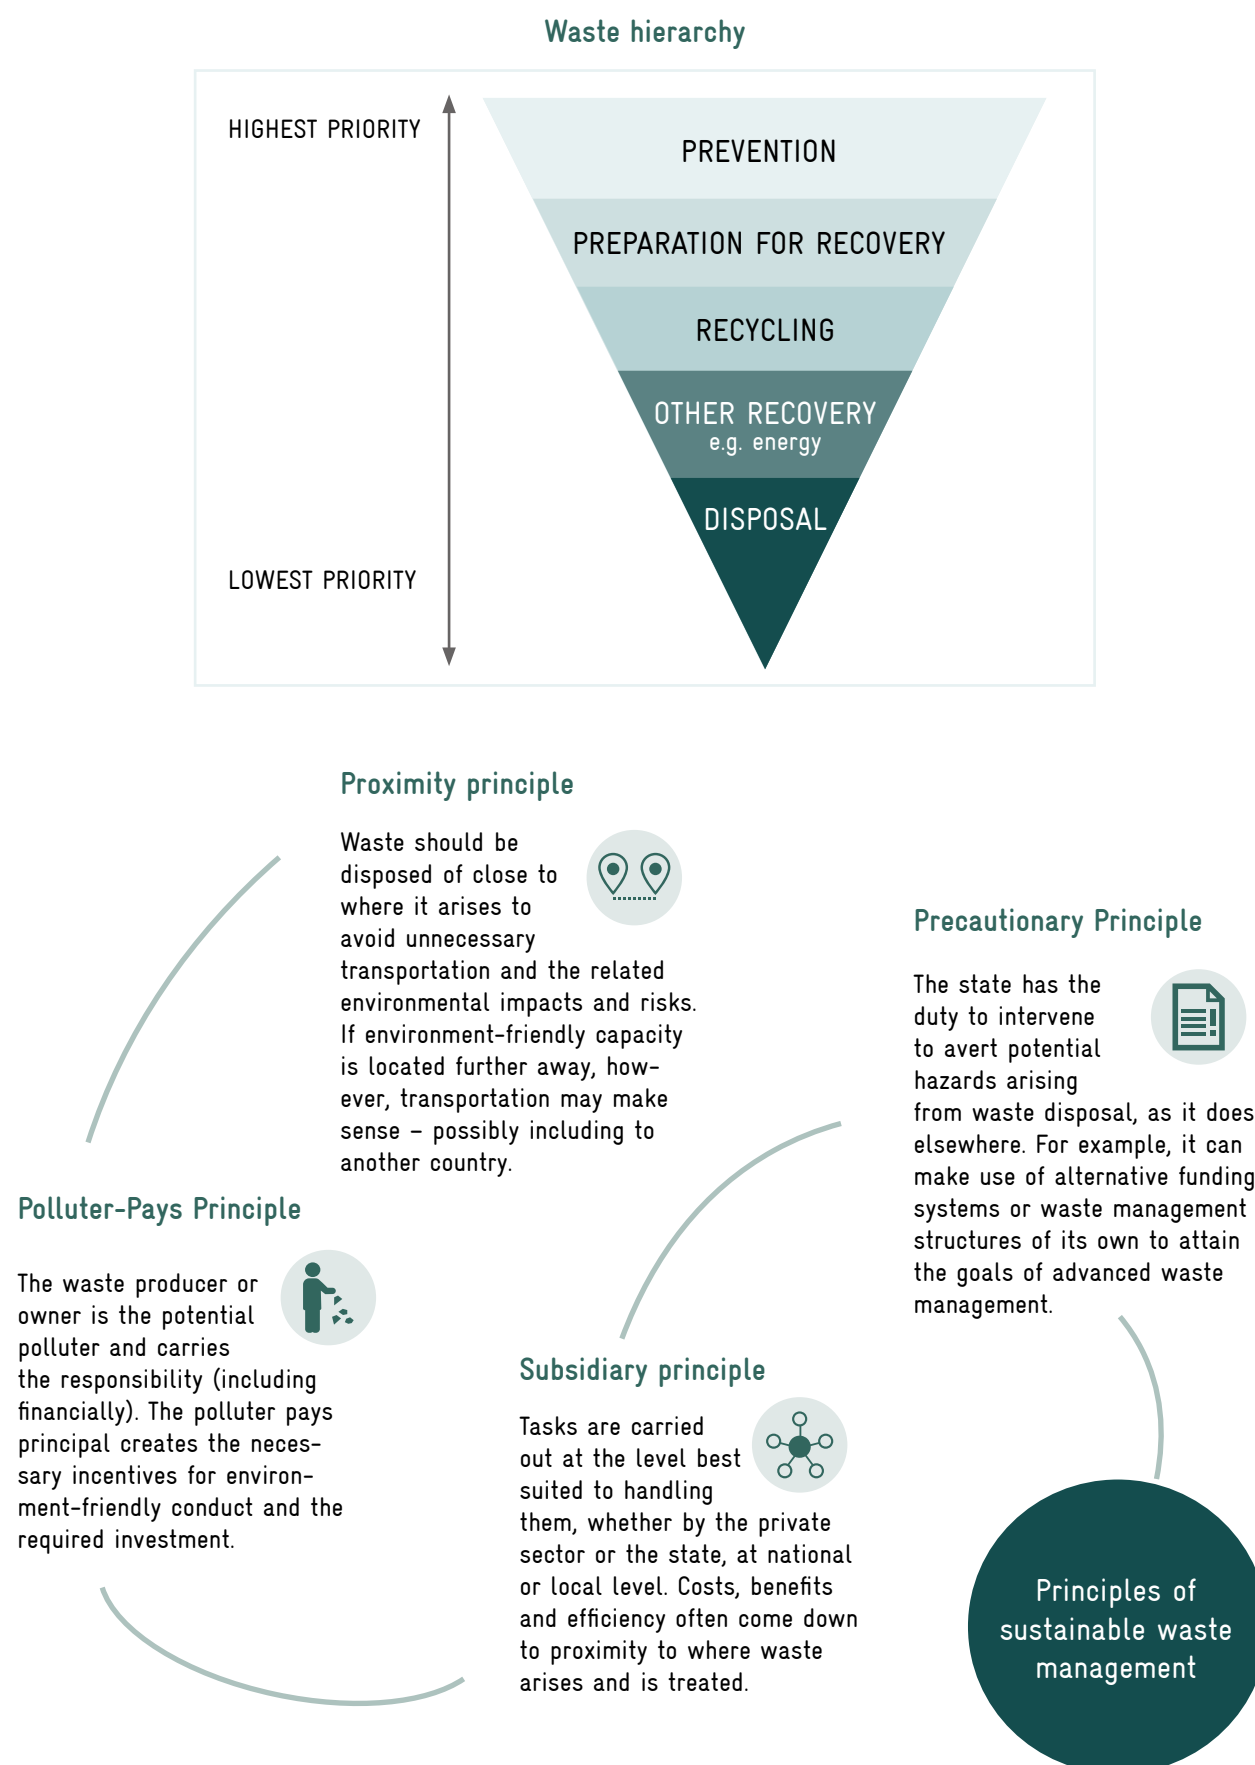 Waste hierarchy
HIGHEST PRIORITY
PREVENTION
PREPARATION FOR RECOVERY
RECYCLING
OTHER RECOVERY
e.g. energy
DISPOSAL
LOWEST PRIORITY
Proximity principle
Waste should be
disposed of close to
where it arises to
avoid unnecessary
transportation and the related
environmental impacts and risks.
If environment-friendly capacity
is located further away, how-
ever, transportation may make
sense – possibly including to
another country.
Precautionary Principle
The state has the
duty to intervene
to avert potential
hazards arising
from waste disposal, as it does
elsewhere. For example, it can
make use of alternative funding
systems or waste management
structures of its own to attain
the goals of advanced waste
management.
Polluter-Pays Principle
The waste producer or
owner is the potential
polluter and carries
the responsibility (including
financially). The polluter pays
principal creates the neces-
sary incentives for environ-
ment-friendly conduct and the
required investment.
Subsidiary principle
Tasks are carried
out at the level best
suited to handling
them, whether by the private
sector or the state, at national
or local level. Costs, benefits
and efficiency often come down
to proximity to where waste
arises and is treated.
Principles of
sustainable waste
management